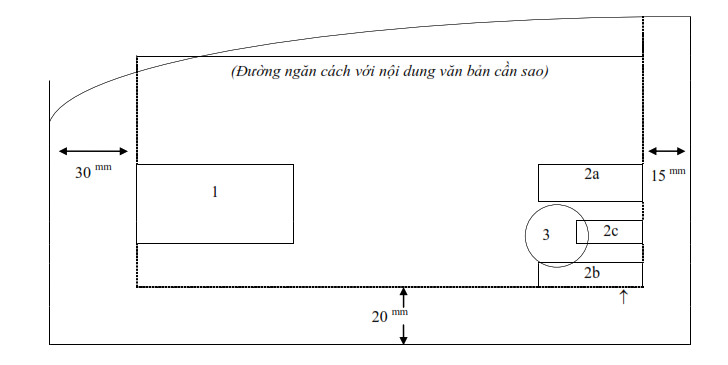 (Đường ngăn cách với nội dung văn bản cần sao)
30 mm
15 mm
1
2a
3
2c
2b
20 mm